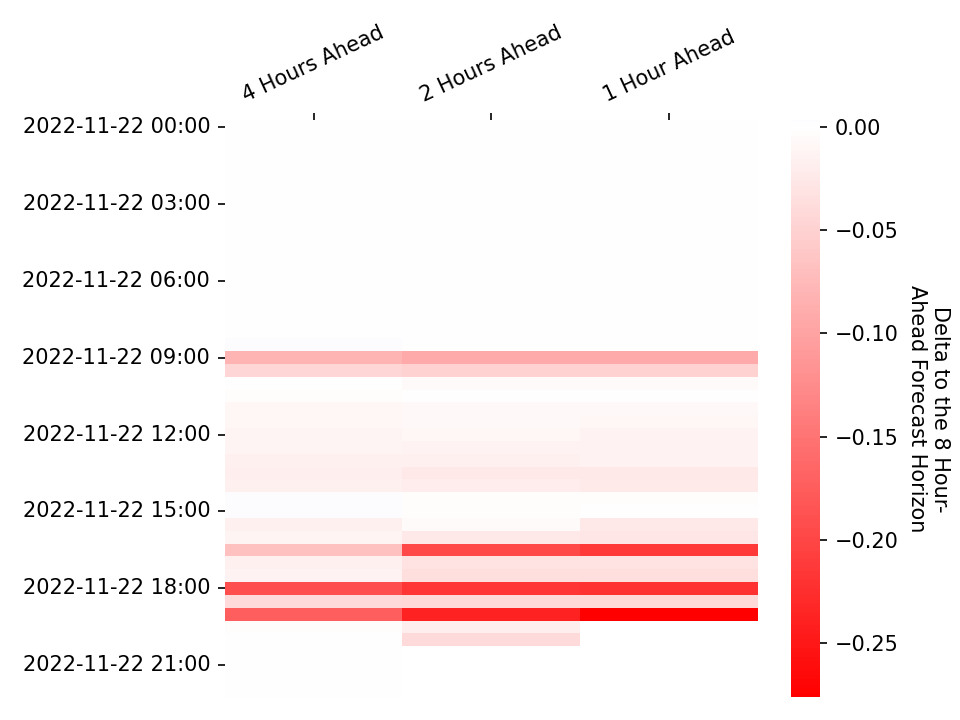 4 Hours Ahead
2 Hours Ahead
1 Hour Ahead
2022-11-22 00:00
2022-11-22 03:00
2022-11-22 06:00
2022-11-22 09:00
2022-11-22 12:00
2022-11-22 15:00
2022-11-22 18:00
2022-11-22 21:00
0.00
−0.05
−0.10
−0.15
−0.20
−0.25
Delta to the 8 Hour-
Ahead Forecast Horizon